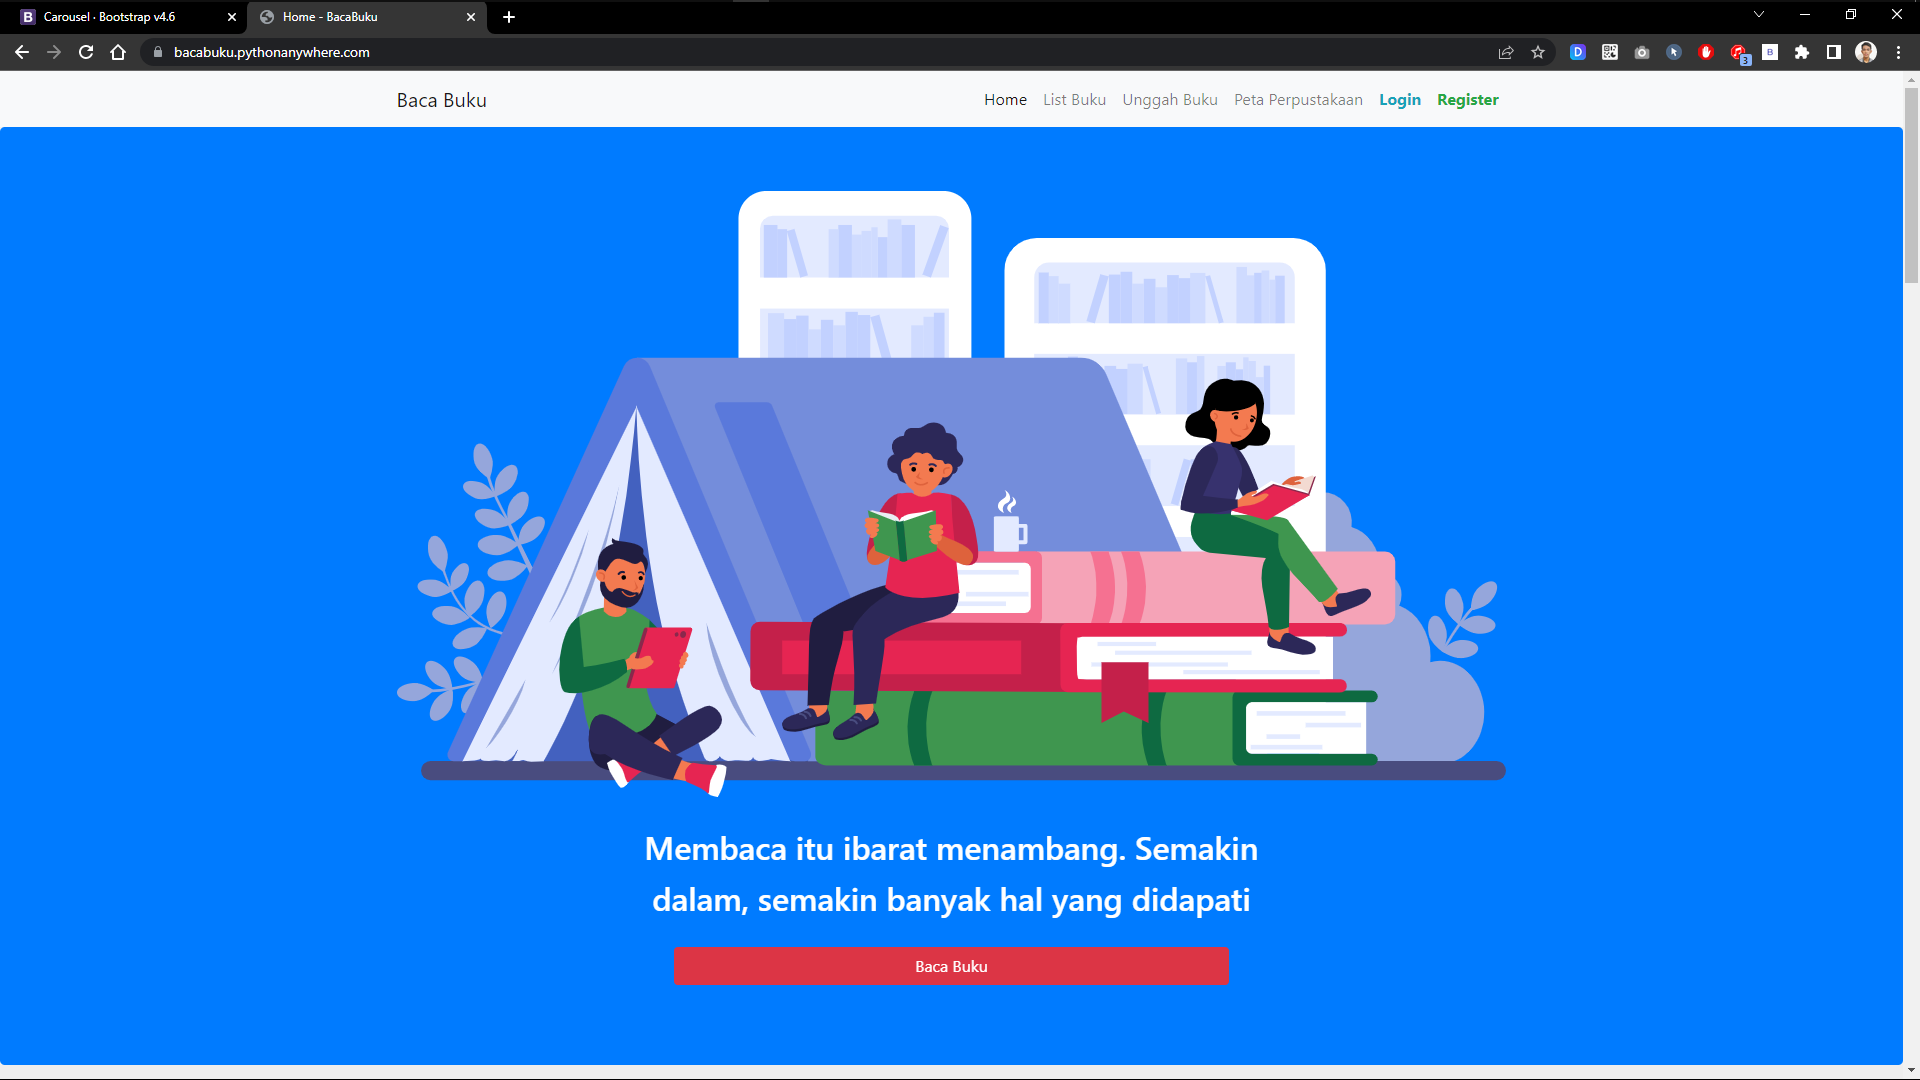 B Carousel · Bootstrap v4.6
Home - BacaBuku
bacabuku.pythonanywhere.com
D
3
B
Baca Buku
Home List Buku Unggah Buku Peta Perpustakaan Login Register
Membaca itu ibarat menambang. Semakin
dalam, semakin banyak hal yang didapati
Baca Buku